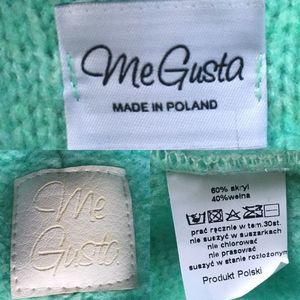 Me Gusta
MADE IN POLAND
Me
Gusta
60% akryl
40%wełna
prać ręcznie w tem.30st.
nie suszyć w suszarkach
nie chlorować
nie prasować
suszyć w stanie rozłożonym
Produkt Polski